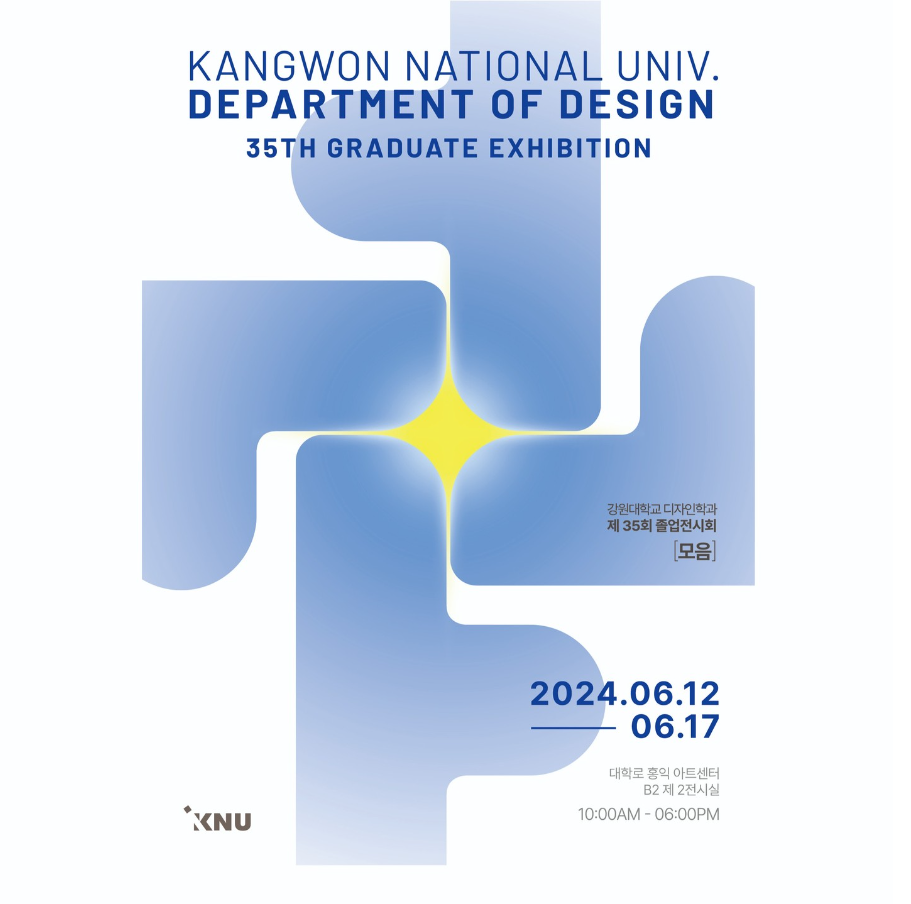 KANGWON NATIONAL UNIV.
DEPARTMENT OF DESIGN
35TH GRADUATE EXHIBITION
강원대학교 디자인학과
제 35회 졸업전시회
[모음]
2024.06.12
06.17
대학로 홍익 아트센터
B2 제 2전시실
10:00AM - 06:00PM
KNU